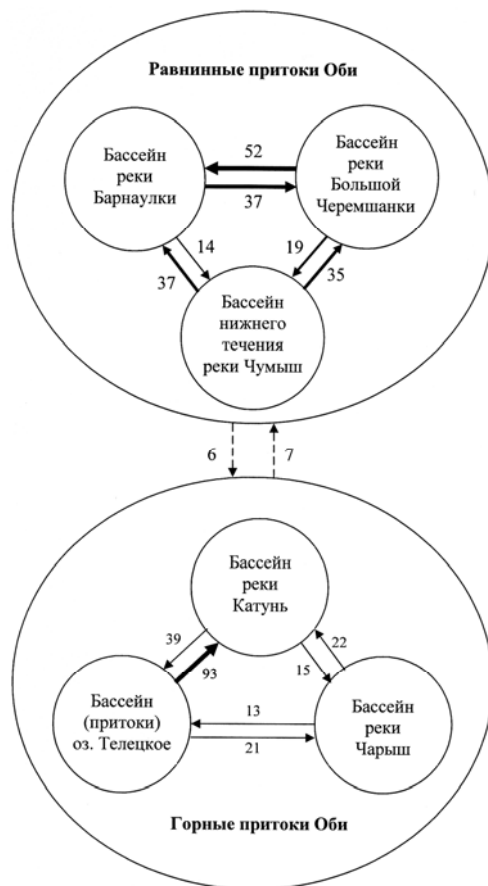 Равнинные притоки Оби
Бассейн
реки
Барнаулки
52
37
Бассейн
реки
Большой
Черемшанки
14
19
37
35
Бассейн
нижнего
течения
реки Чумыш
6
7
Бассейн
реки
Катунь
39
93
22
15
Бассейн
(притоки)
оз. Телецкое
13
21
Бассейн
реки
Чарыш
Горные притоки Оби